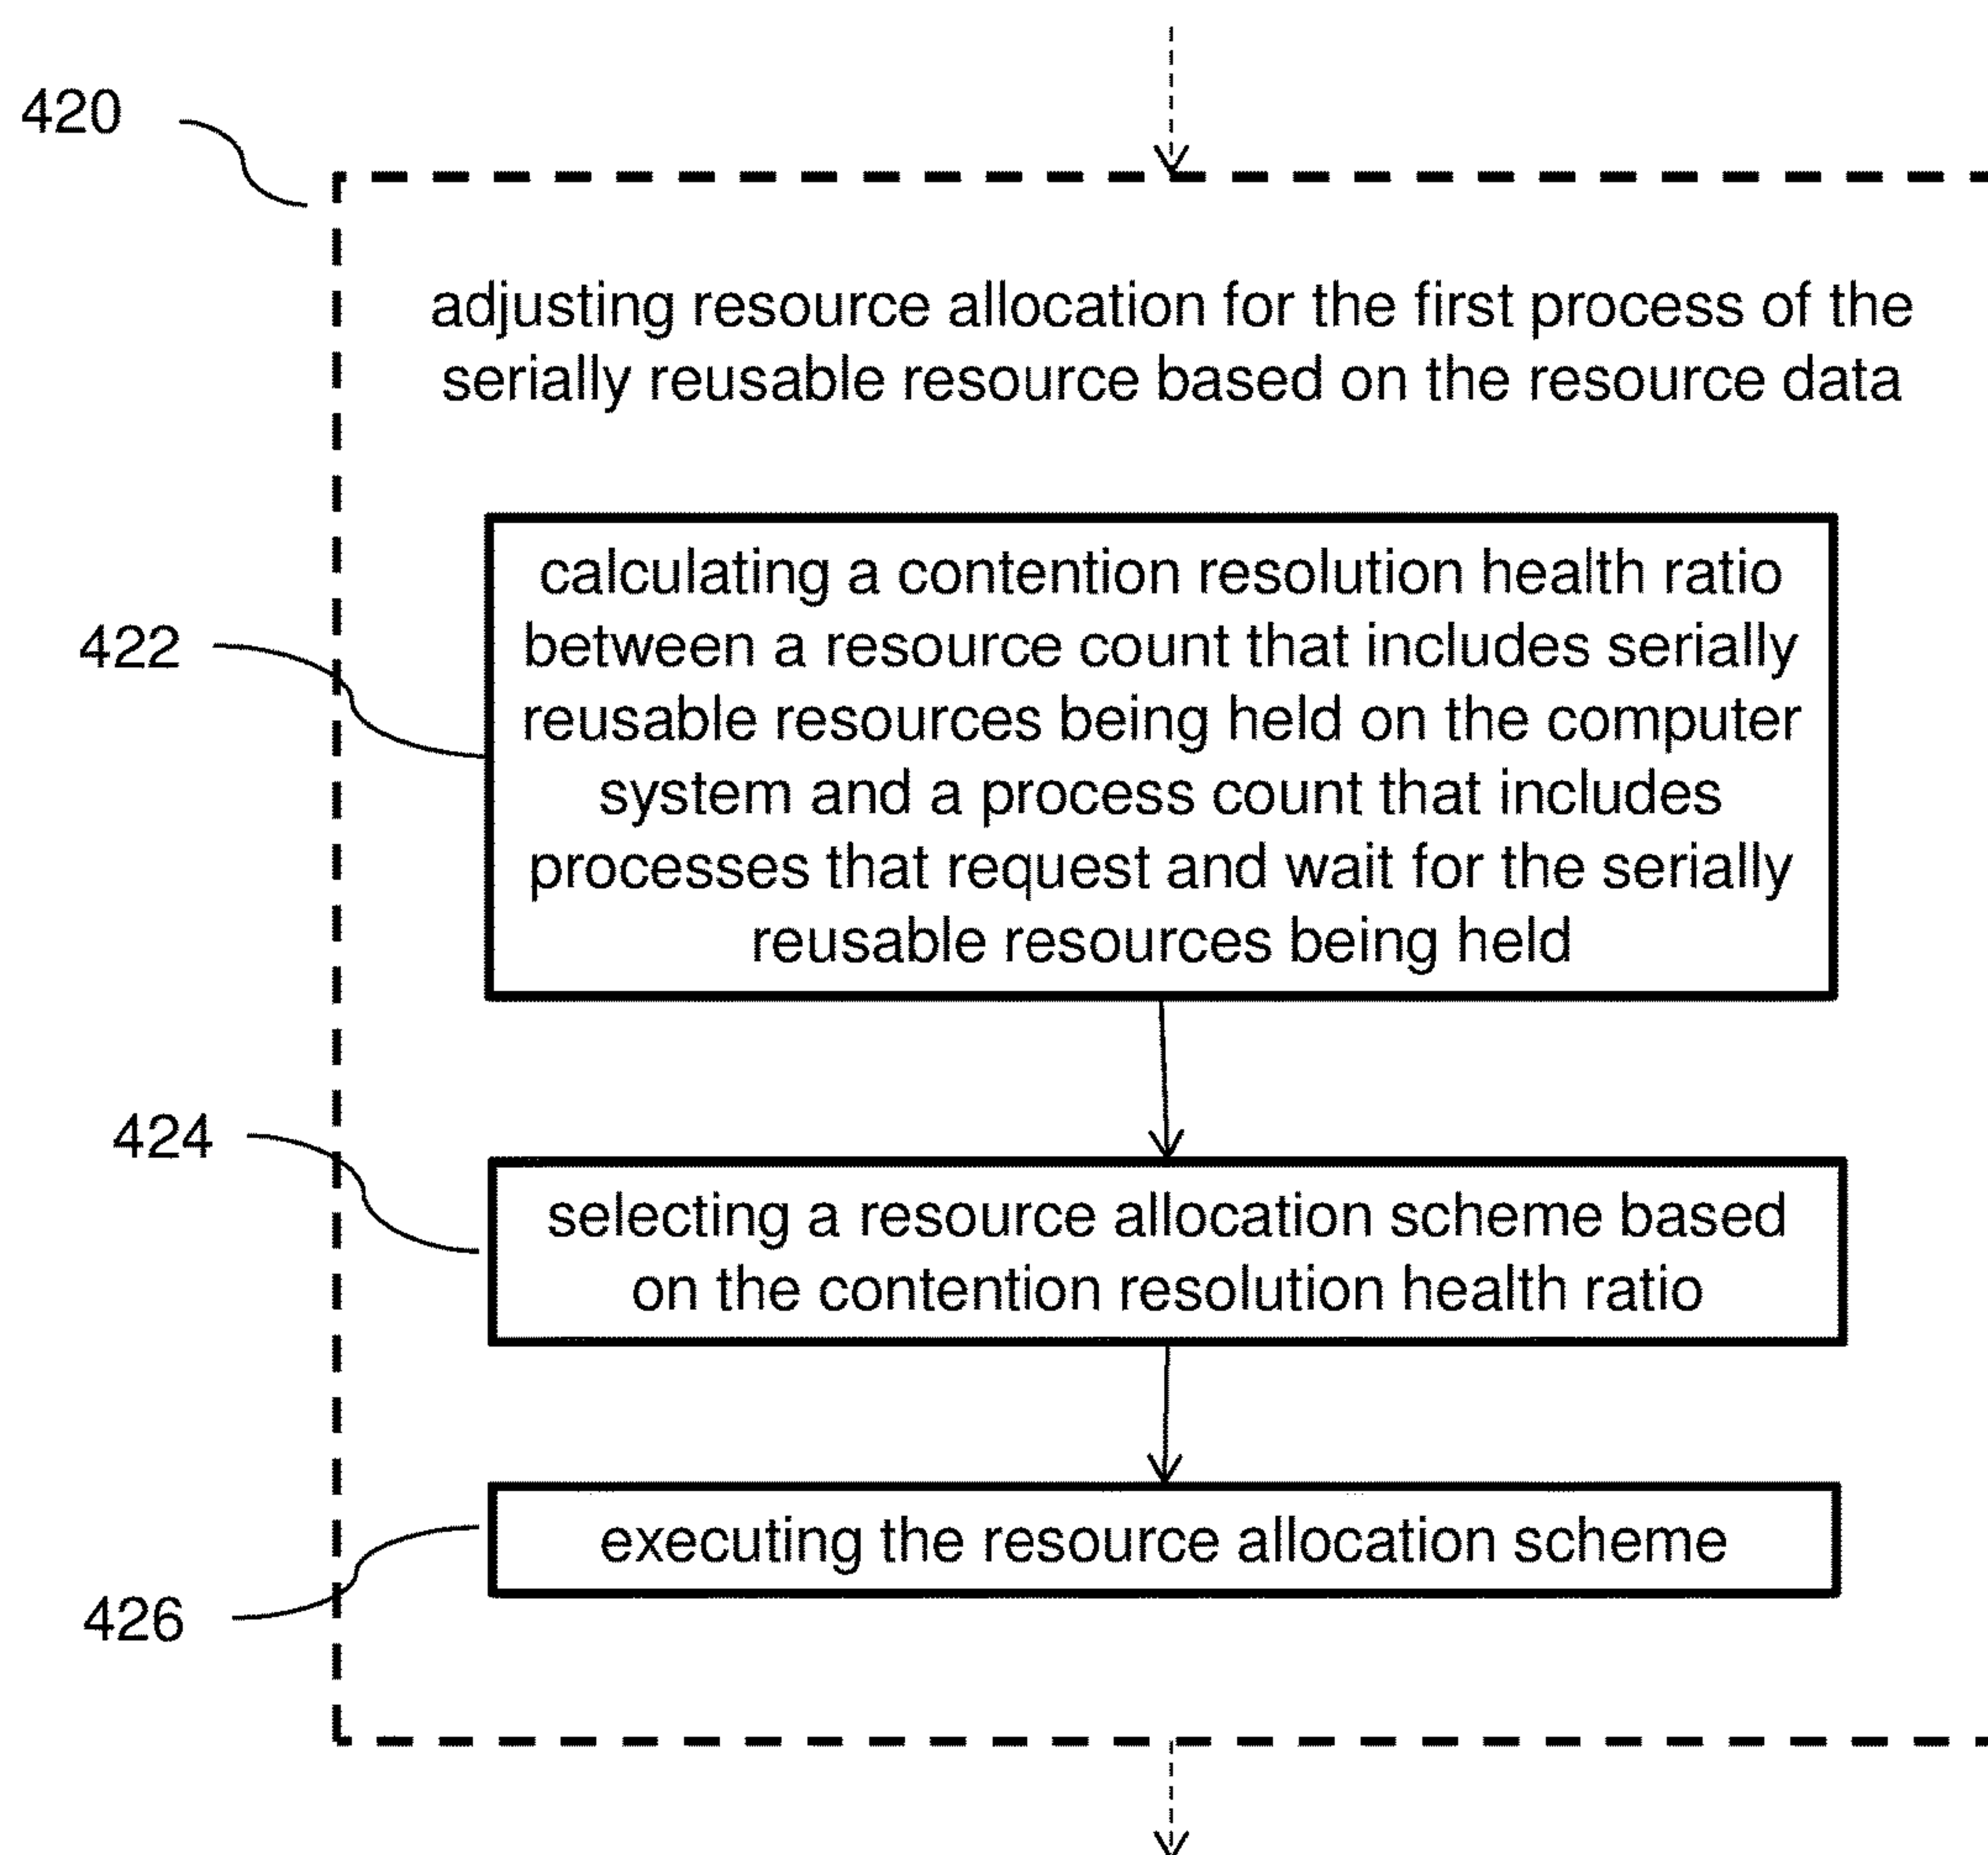 420
adjusting resource allocation for the first process of the
serially reusable resource based on the resource data
422
calculating a contention resolution health ratio
between a resource count that includes serially
reusable resources being held on the computer
system and a process count that includes
processes that request and wait for the serially
reusable resources being held
424
selecting a resource allocation scheme based
on the contention resolution health ratio
426
executing the resource allocation scheme